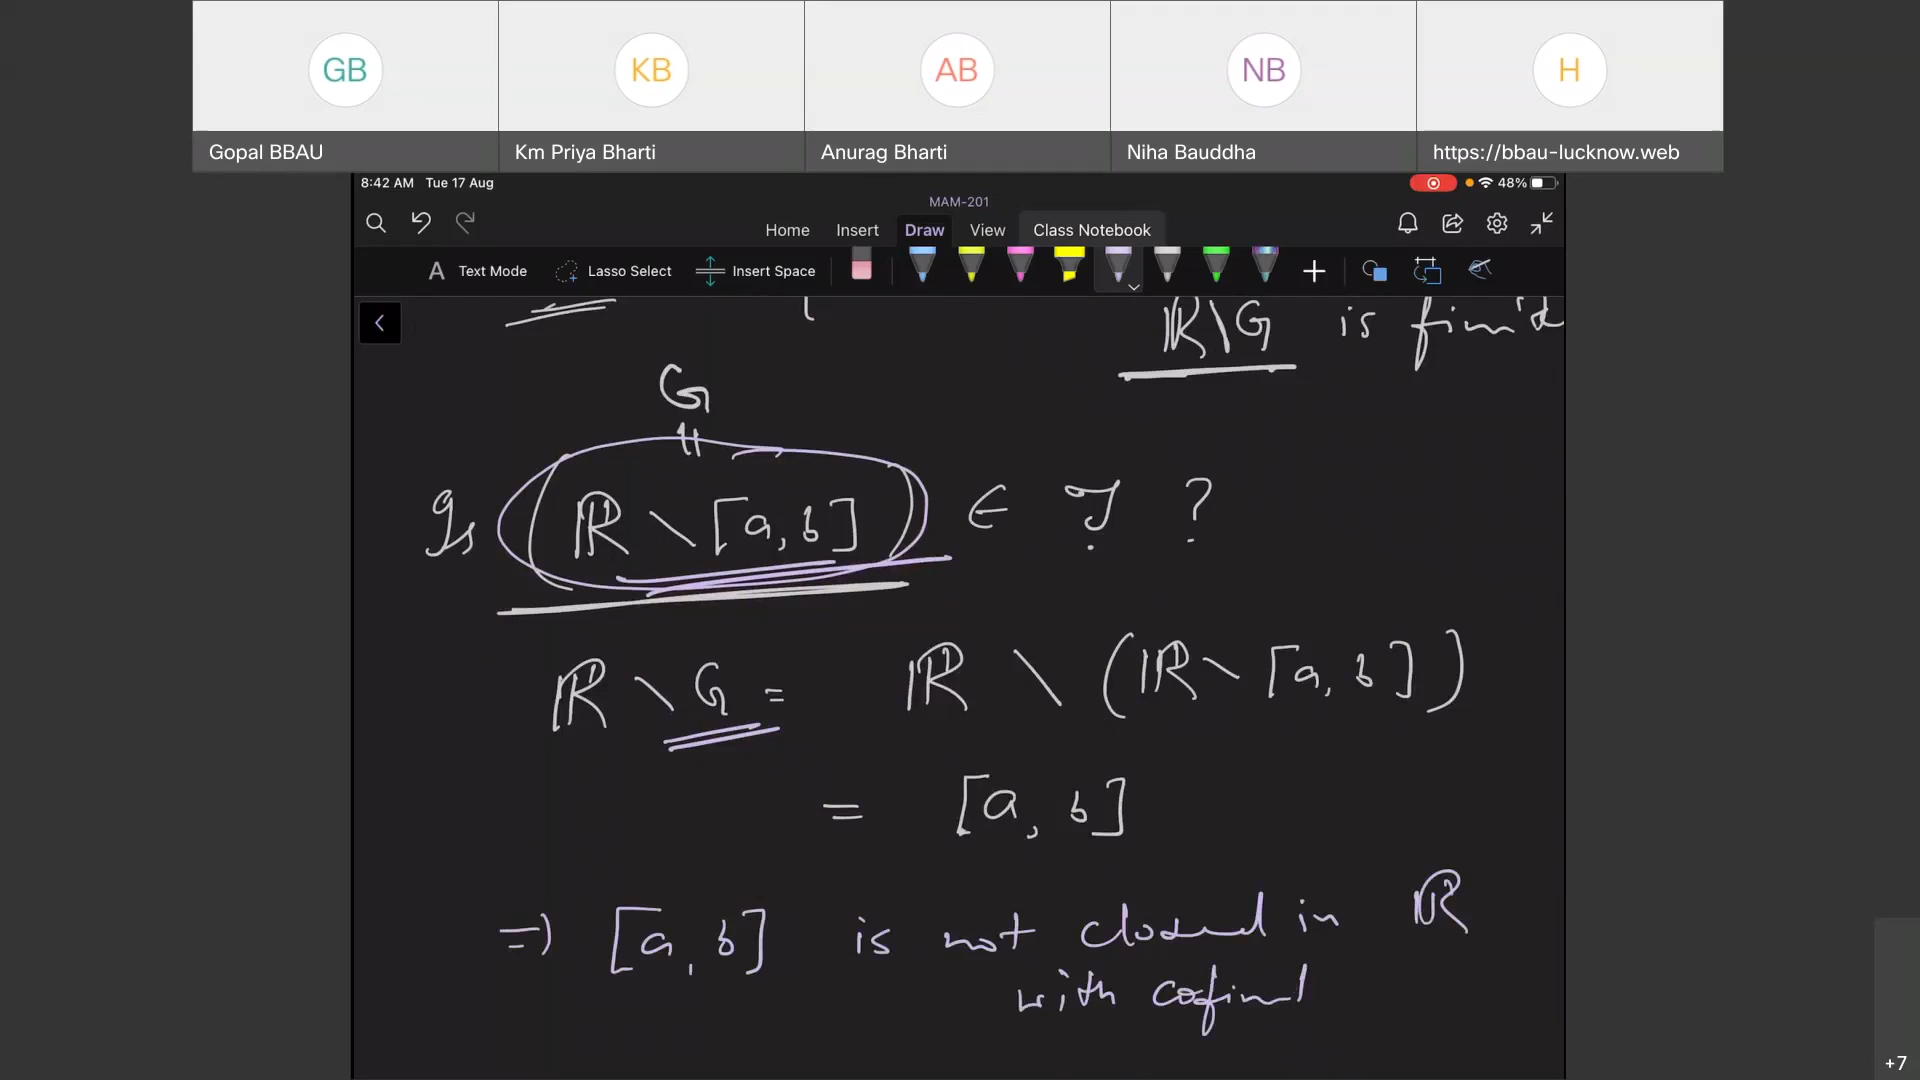 GB KB AB NB H
Gopal BBAU Km Priya Bharti Anurag Bharti Niha Bauddha https://bbau-lucknow.web
8:42 AM Tue 17 Aug 48%
MAM-201
Home Insert Draw View Class Notebook
A Text Mode Lasso Select Insert Space
ℝ\G is
G
=
Is (ℝ \ [a, b]) ∈ 𝒯 ?
ℝ \ G = ℝ \ (ℝ \ [a, b])
= [a, b]
=) [a, b] is not closed in ℝ
with
+7